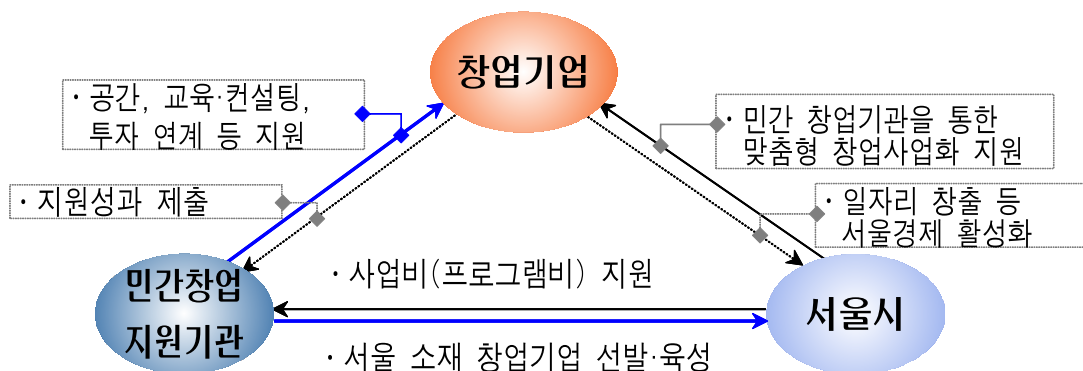 창업기업
· 공간, 교육·컨설팅,
투자 연계 등 지원
· 민간 창업기관을 통한
맞춤형 창업사업화 지원
· 지원성과 제출
· 일자리 창출 등
서울경제 활성화
민간창업
지원기관
· 사업비(프로그램비) 지원
서울시
· 서울 소재 창업기업 선발·육성